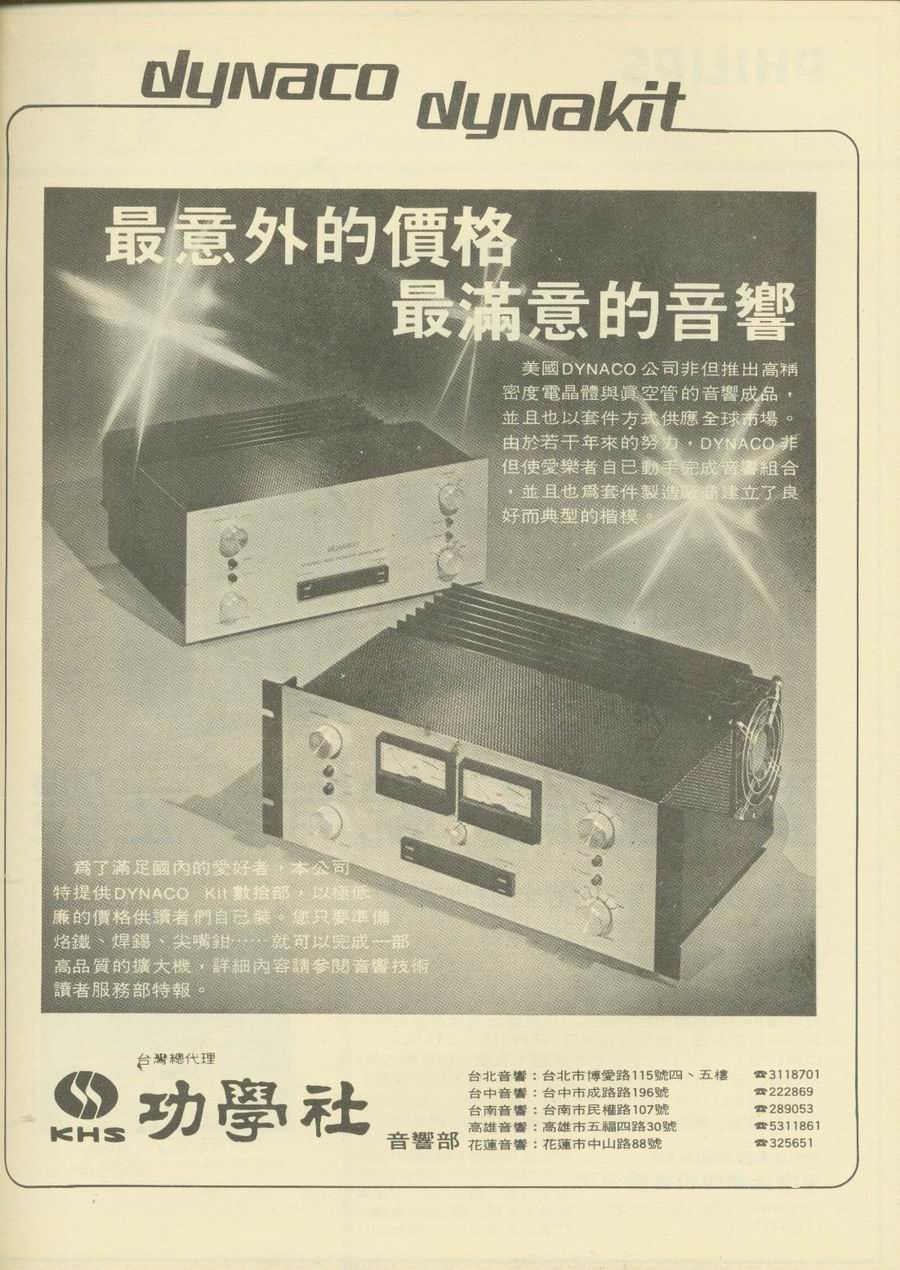 dynaco
dynakit
最意外的價格
最滿意的音響
美國DYNACO公司非但推出高精
密度電晶體與眞空管的音響成品，
並且也以套件方式供應全球市場。
由於若干年來的努力，DYNACO非
但使愛樂者自已動手完成音響組合
，並且也爲套件製造廠商建立了良
好而典型的楷模。
dynaco
爲了滿足國內的愛好者，本公司
特提供DYNACO Kit數拾部，以極低
廉的價格供讀者們自已裝。您只要準備
烙鐵、焊錫、尖嘴鉗……就可以完成一部
高品質的擴大機，詳細內容請參閱音響技術
讀者服務部特報。
台灣總代理
KHS 功學社 音響部
台北音響：台北市博愛路115號四、五樓 ☎3118701
台中音響：台中市成路路196號 ☎222869
台南音響：台南市民權路107號 ☎289053
高雄音響：高雄市五福四路30號 ☎5311861
花蓮音響：花蓮市中山路88號 ☎325651